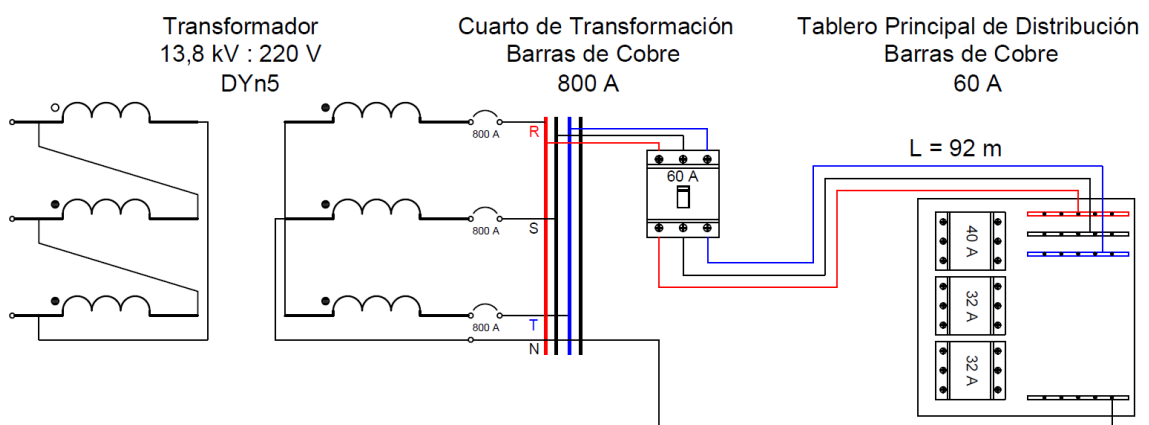 Transformador
13,8 kV : 220 V
DYn5
Cuarto de Transformación
Barras de Cobre
800 A
Tablero Principal de Distribución
Barras de Cobre
60 A
800 A
R
800 A
S
800 A
T
N
60 A
L = 92 m
40 A
32 A
32 A